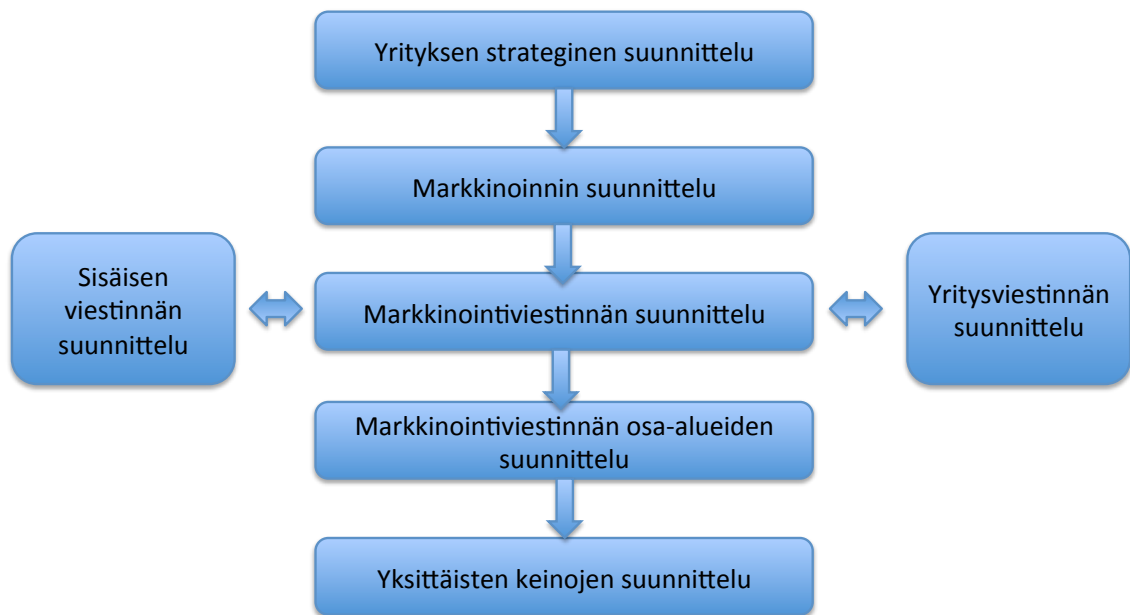 Yrityksen strateginen suunnittelu
Markkinoinnin suunnittelu
Sisäisen
viestinnän
suunnittelu
Markkinointiviestinnän suunnittelu
Yritysviestinnän
suunnittelu
Markkinointiviestinnän osa-alueiden
suunnittelu
Yksittäisten keinojen suunnittelu